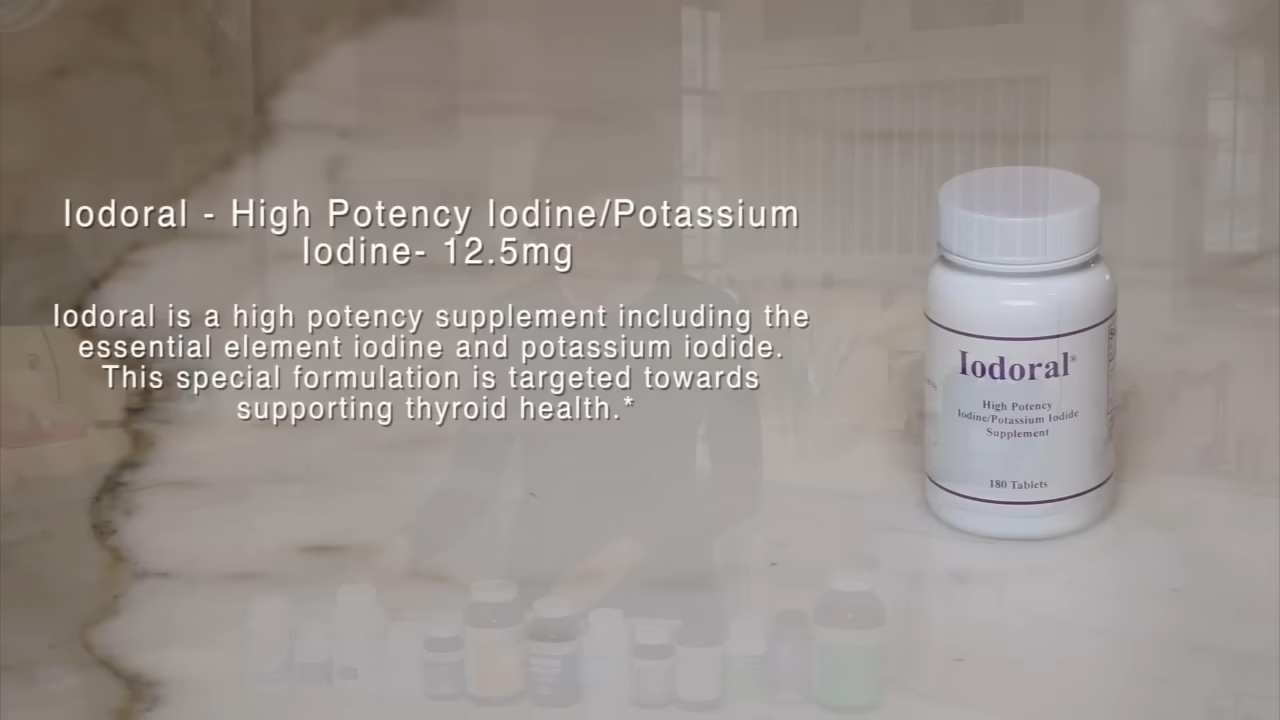 Iodoral - High Potency Iodine/Potassium
Iodine- 12.5mg
Iodoral is a high potency supplement including the
essential element iodine and potassium iodide.
This special formulation is targeted towards
supporting thyroid health.*
Iodoral®
High Potency
Iodine/Potassium Iodide
Supplement
180 Tablets